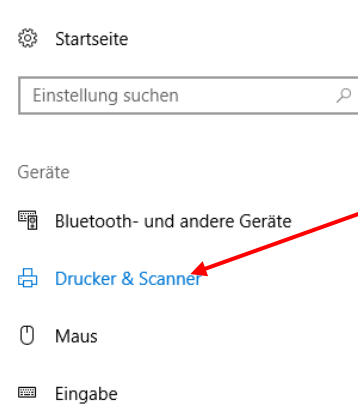 Startseite
Einstellung suchen
Geräte
Bluetooth- und andere Geräte
Drucker & Scanner
Maus
Eingabe